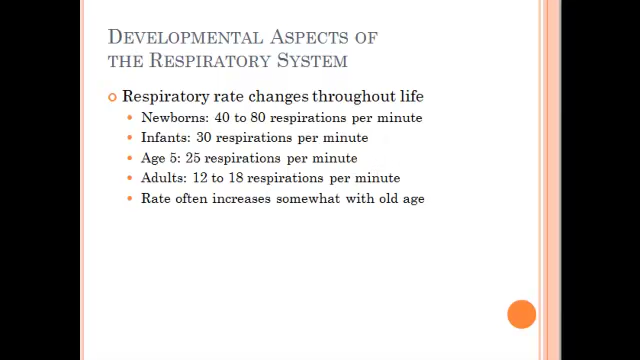 DEVELOPMENTAL ASPECTS OF
THE RESPIRATORY SYSTEM
Respiratory rate changes throughout life
Newborns: 40 to 80 respirations per minute
Infants: 30 respirations per minute
Age 5: 25 respirations per minute
Adults: 12 to 18 respirations per minute
Rate often increases somewhat with old age